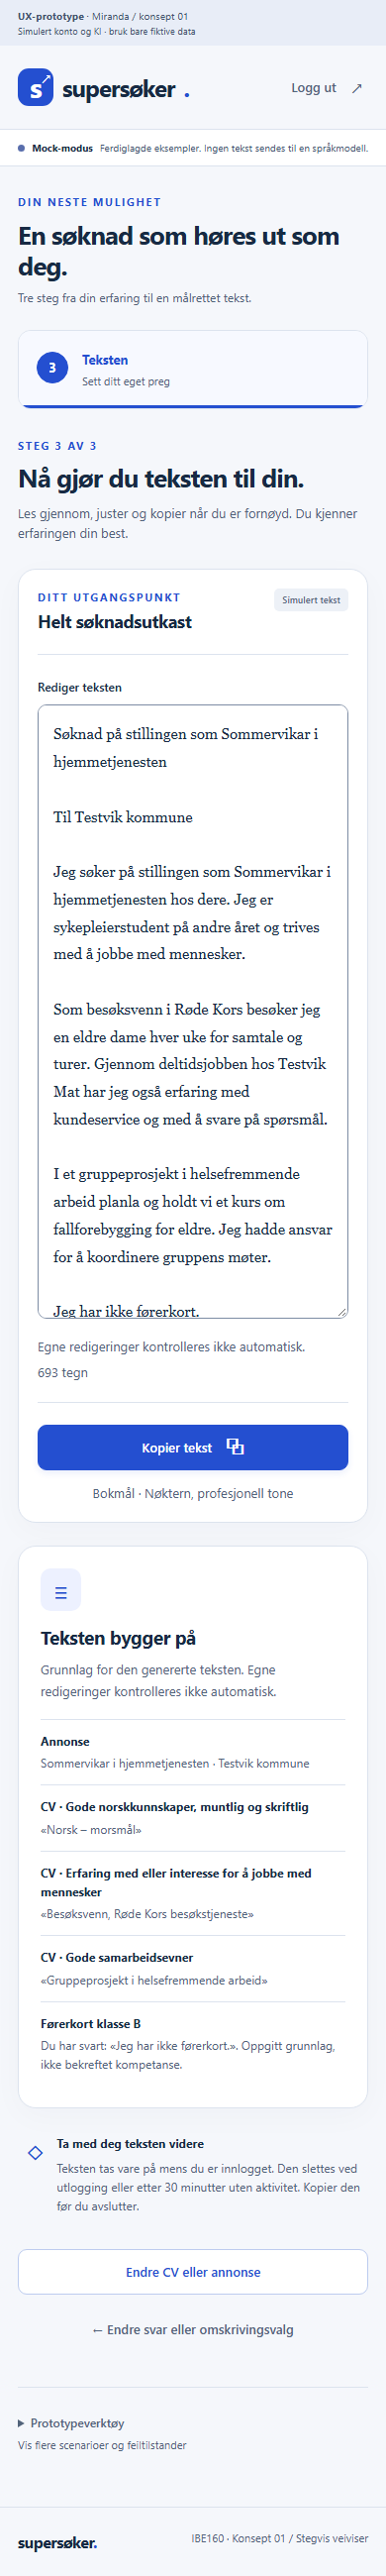 UX-prototype · Miranda / konsept 01
Simulert konto og KI · bruk bare fiktive data
s↗ supersøker .
Logg ut ↗
Mock-modus Ferdiglagde eksempler. Ingen tekst sendes til en språkmodell.
DIN NESTE MULIGHET
En søknad som høres ut som
deg.
Tre steg fra din erfaring til en målrettet tekst.
3
Teksten
Sett ditt eget preg
STEG 3 AV 3
Nå gjør du teksten til din.
Les gjennom, juster og kopier når du er fornøyd. Du kjenner
erfaringen din best.
DITT UTGANGSPUNKT
Helt søknadsutkast
Simulert tekst
Rediger teksten
Søknad på stillingen som Sommervikar i
hjemmetjenesten
Til Testvik kommune
Jeg søker på stillingen som Sommervikar i
hjemmetjenesten hos dere. Jeg er
sykepleierstudent på andre året og trives
med å jobbe med mennesker.
Som besøksvenn i Røde Kors besøker jeg
en eldre dame hver uke for samtale og
turer. Gjennom deltidsjobben hos Testvik
Mat har jeg også erfaring med
kundeservice og med å svare på spørsmål.
I et gruppeprosjekt i helsefremmende
arbeid planla og holdt vi et kurs om
fallforebygging for eldre. Jeg hadde ansvar
for å koordinere gruppens møter.
Jeg har ikke førerkort.
Egne redigeringer kontrolleres ikke automatisk.
693 tegn
Kopier tekst
Bokmål · Nøktern, profesjonell tone
Teksten bygger på
Grunnlag for den genererte teksten. Egne
redigeringer kontrolleres ikke automatisk.
Annonse
Sommervikar i hjemmetjenesten · Testvik kommune
CV · Gode norskkunnskaper, muntlig og skriftlig
«Norsk – morsmål»
CV · Erfaring med eller interesse for å jobbe med
mennesker
«Besøksvenn, Røde Kors besøkstjeneste»
CV · Gode samarbeidsevner
«Gruppeprosjekt i helsefremmende arbeid»
Førerkort klasse B
Du har svart: «Jeg har ikke førerkort.». Oppgitt grunnlag,
ikke bekreftet kompetanse.
Ta med deg teksten videre
Teksten tas vare på mens du er innlogget. Den slettes ved
utlogging eller etter 30 minutter uten aktivitet. Kopier den
før du avslutter.
Endre CV eller annonse
← Endre svar eller omskrivingsvalg
▶ Prototypeverktøy
Vis flere scenarioer og feiltilstander
supersøker.
IBE160 · Konsept 01 / Stegvis veiviser